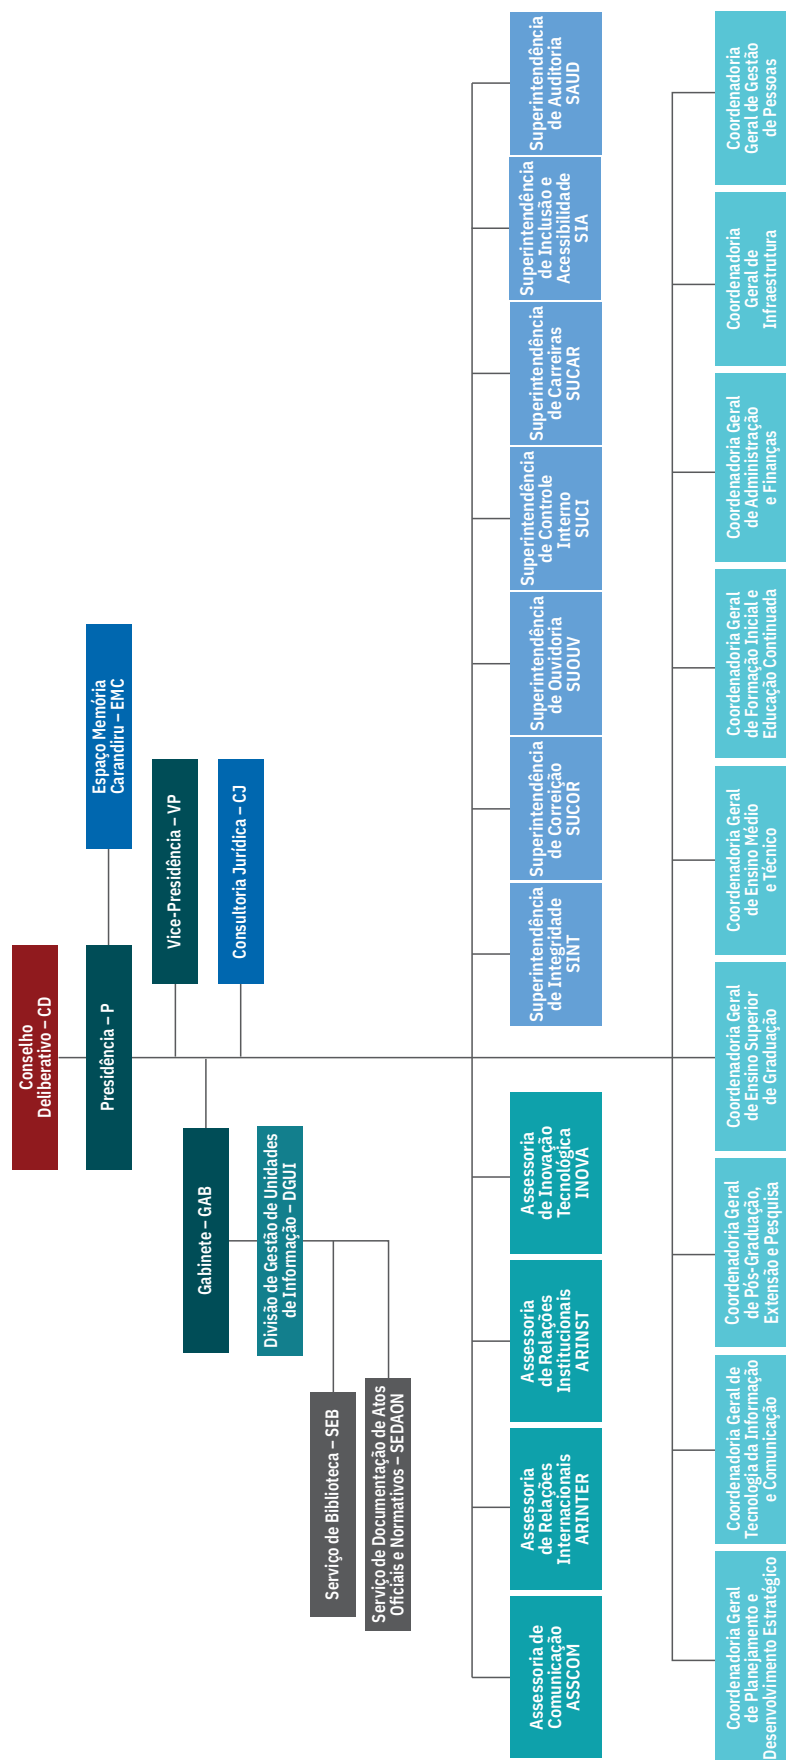 Conselho
Deliberativo – CD
Presidência – P
Espaço Memória
Carandiru – EMC
Vice-Presidência – VP
Consultoria Jurídica – CJ
Gabinete – GAB
Divisão de Gestão de Unidades
de Informação – DGUI
Serviço de Biblioteca – SEB
Serviço de Documentação de Atos
Oficiais e Normativos – SEDAON
Assessoria de
Comunicação
ASSCOM
Assessoria
de Relações
Internacionais
ARINTER
Assessoria
de Relações
Institucionais
ARINST
Assessoria
de Inovação
Tecnológica
INOVA
Superintendência
de Integridade
SINT
Superintendência
de Correição
SUCOR
Superintendência
de Ouvidoria
SUOUV
Superintendência
de Controle
Interno
SUCI
Superintendência
de Carreiras
SUCAR
Superintendência
de Inclusão e
Acessibilidade
SIA
Superintendência
de Auditoria
SAUD
Coordenadoria Geral
de Planejamento e
Desenvolvimento Estratégico
Coordenadoria Geral de
Tecnologia da Informação
e Comunicação
Coordenadoria Geral
de Pós-Graduação,
Extensão e Pesquisa
Coordenadoria Geral
de Ensino Superior
de Graduação
Coordenadoria Geral
de Ensino Médio
e Técnico
Coordenadoria Geral
de Formação Inicial e
Educação Continuada
Coordenadoria Geral
de Administração
e Finanças
Coordenadoria
Geral de
Infraestrutura
Coordenadoria
Geral de Gestão
de Pessoas